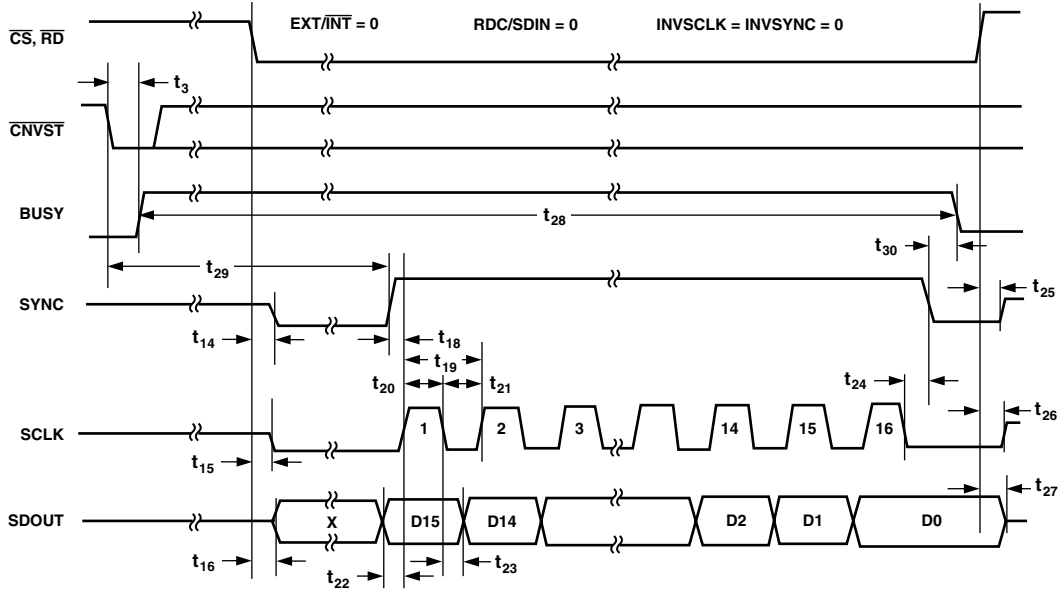 EXT/INT = 0 RDC/SDIN = 0 INVSCLK = INVSYNC = 0
CS, RD
t3
CNVST
BUSY
t28
t30
t29
SYNC
t25
t14
t18
t19
t20
t21
t24
t26
SCLK
1 2 3 14 15 16
t15
t27
SDOUT
X D15 D14 D2 D1 D0
t16
t22
t23